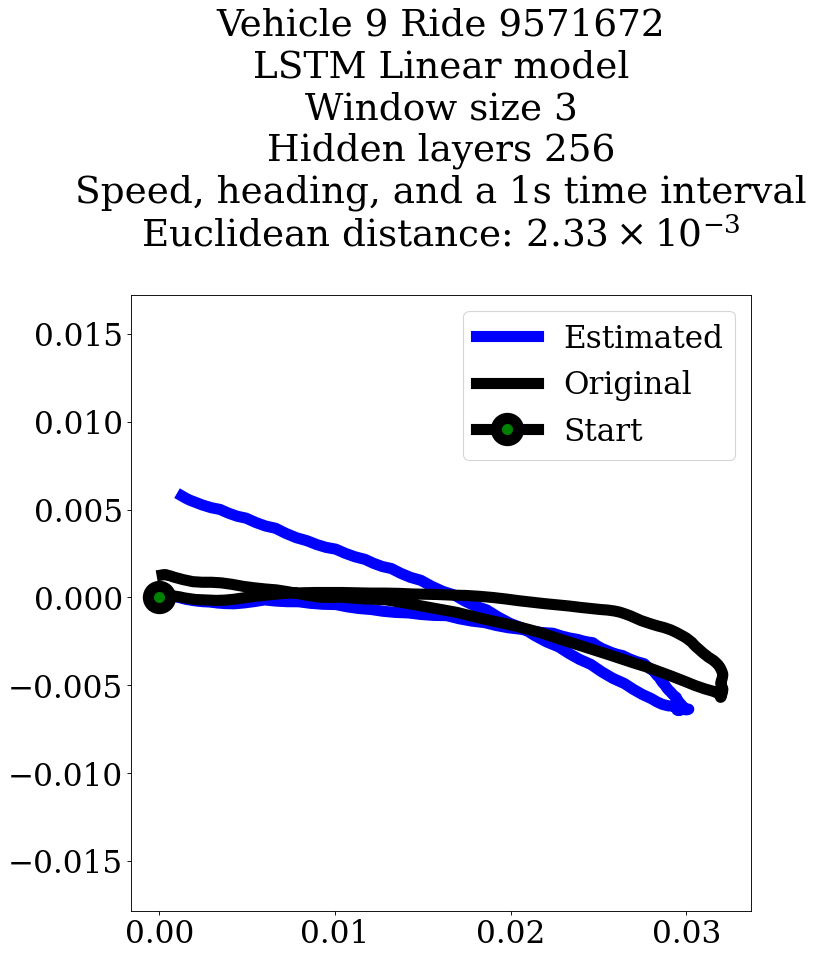 Vehicle 9 Ride 9571672
LSTM Linear model
Window size 3
Hidden layers 256
Speed, heading, and a 1s time interval
Euclidean distance: 2.33 × 10⁻³
Estimated
Original
Start
0.015
0.010
0.005
0.000
−0.005
−0.010
−0.015
0.00 0.01 0.02 0.03